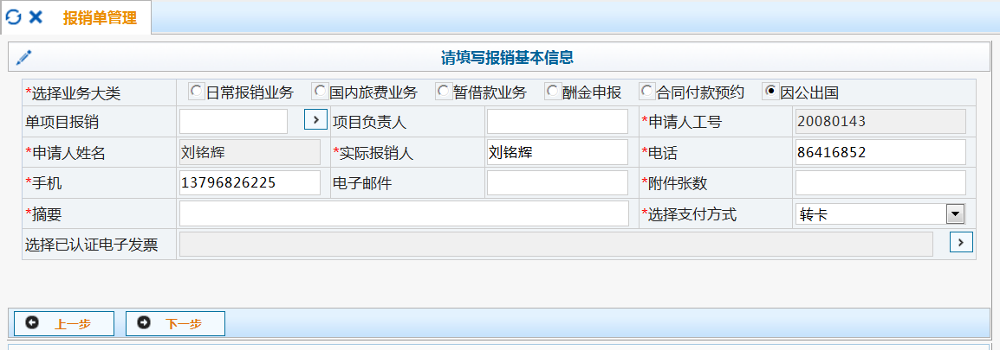 报销单管理
请填写报销基本信息
*选择业务大类 日常报销业务 国内旅费业务 暂借款业务 酬金申报 合同付款预约 因公出国
单项目报销 项目负责人 *申请人工号 20080143
*申请人姓名 刘铭辉 *实际报销人 刘铭辉 *电话 86416852
*手机 13796826225 电子邮件 *附件张数
*摘要 *选择支付方式 转卡
选择已认证电子发票
上一步 下一步